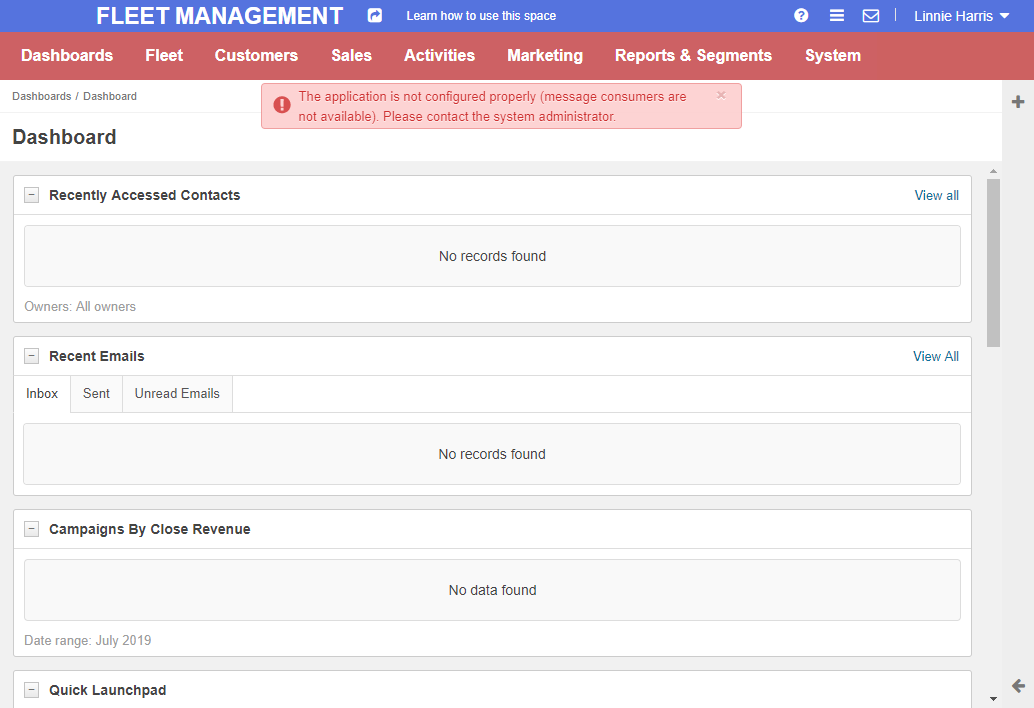 FLEET MANAGEMENT Learn how to use this space Linnie Harris
Dashboards Fleet Customers Sales Activities Marketing Reports & Segments System
Dashboards / Dashboard
The application is not configured properly (message consumers are
not available). Please contact the system administrator.
×
Dashboard
Recently Accessed Contacts View all
No records found
Owners: All owners
Recent Emails View All
Inbox Sent Unread Emails
No records found
Campaigns By Close Revenue
No data found
Date range: July 2019
Quick Launchpad